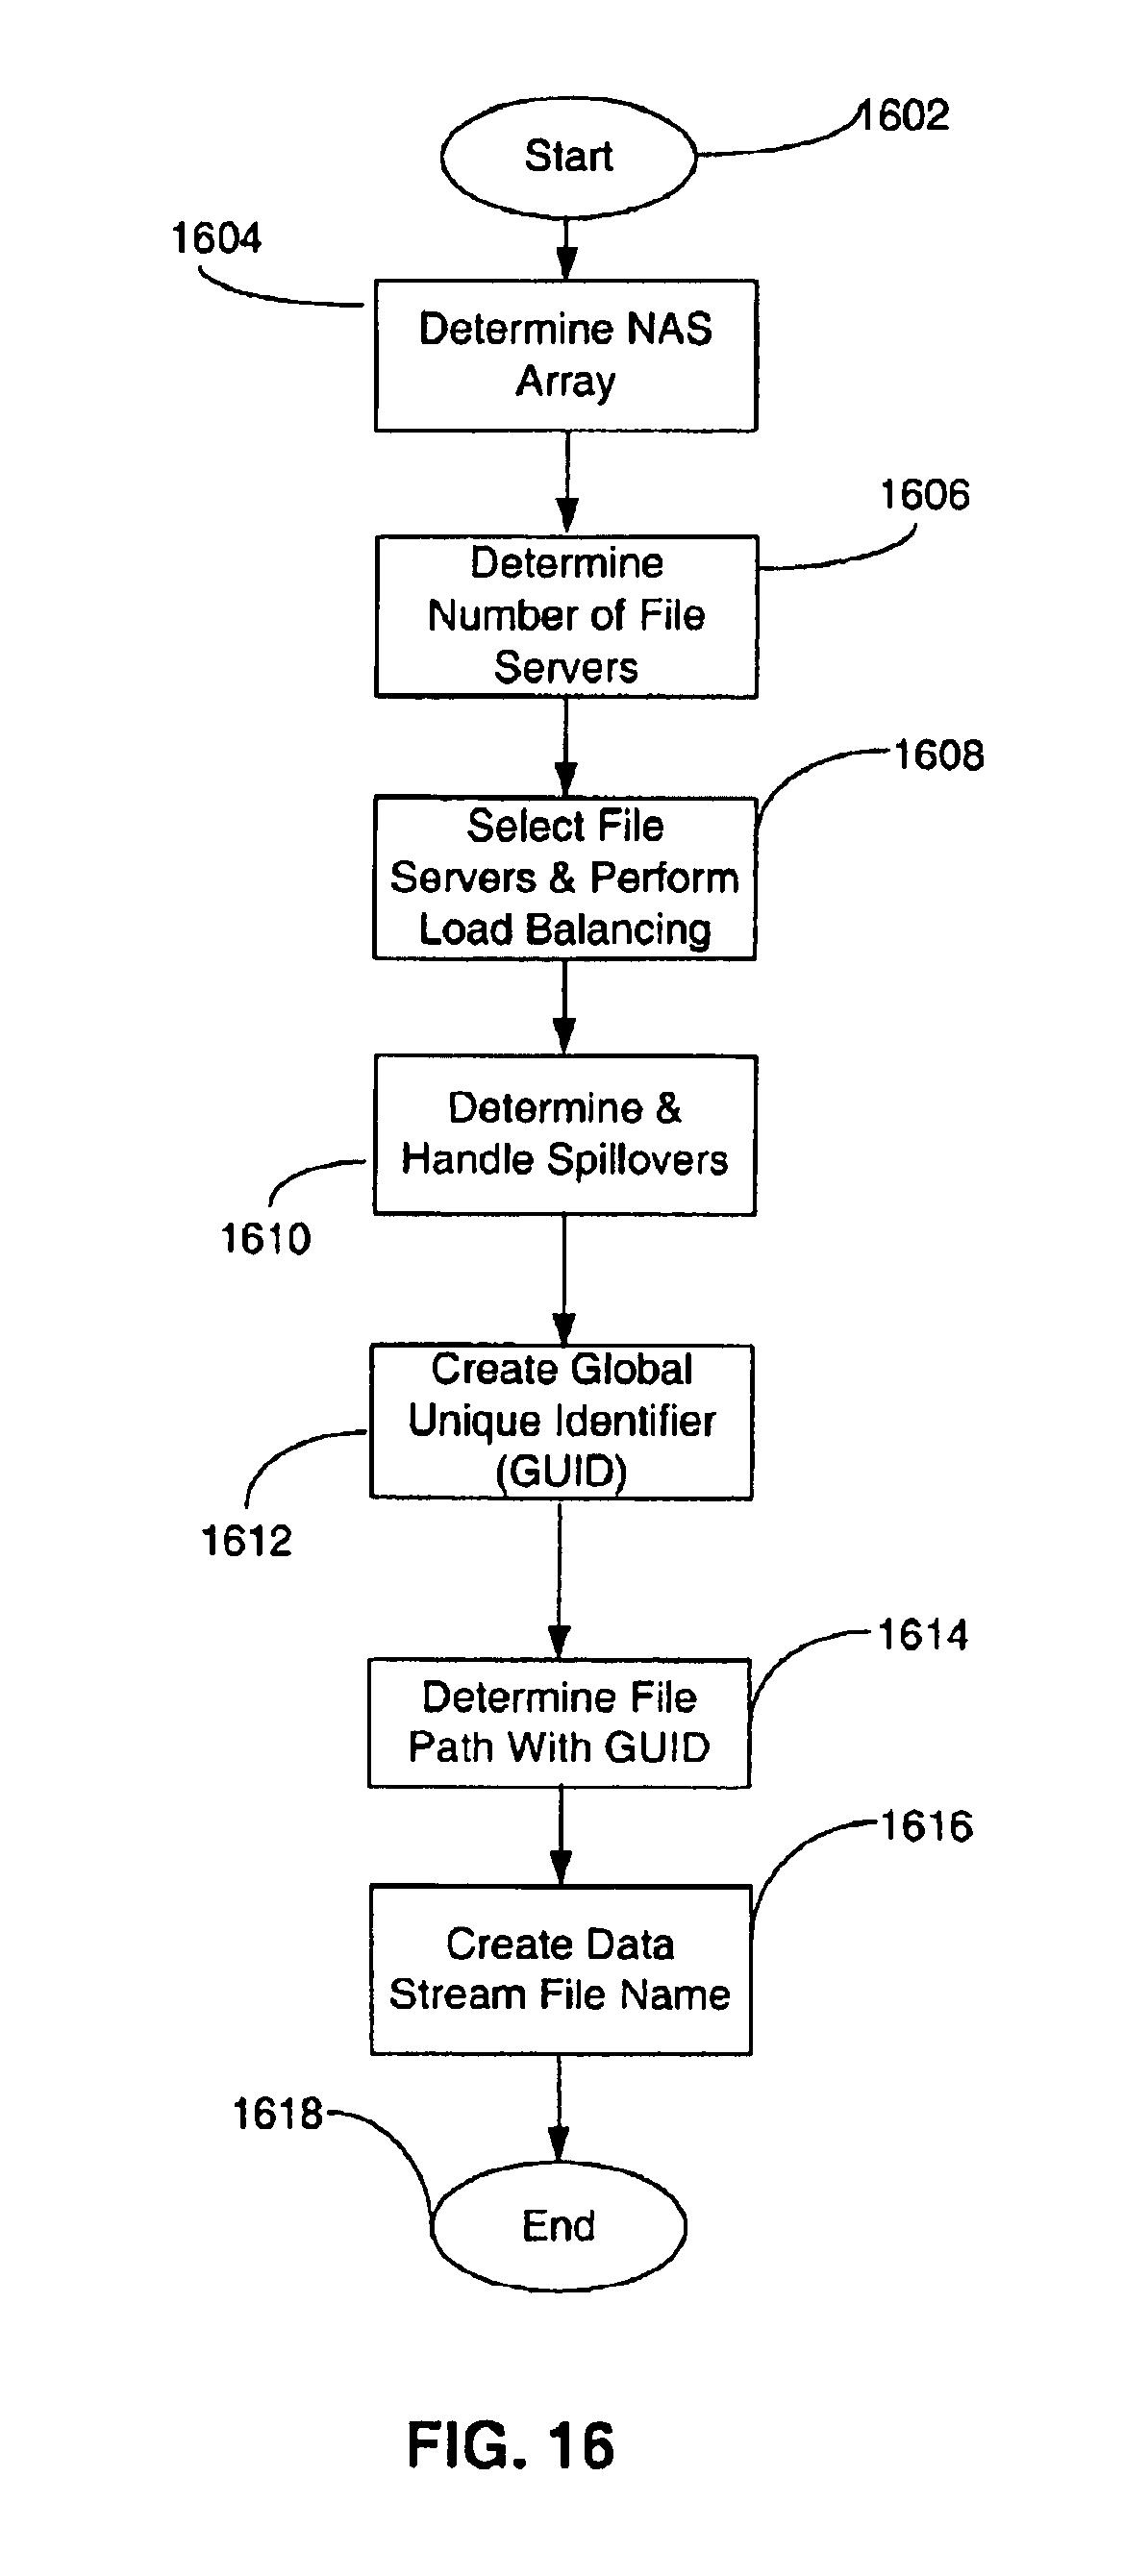 Start
1602
1604
Determine NAS
Array
1606
Determine
Number of File
Servers
1608
Select File
Servers & Perform
Load Balancing
Determine &
Handle Spillovers
1610
Create Global
Unique Identifier
(GUID)
1612
1614
Determine File
Path With GUID
1616
Create Data
Stream File Name
1618
End
FIG. 16